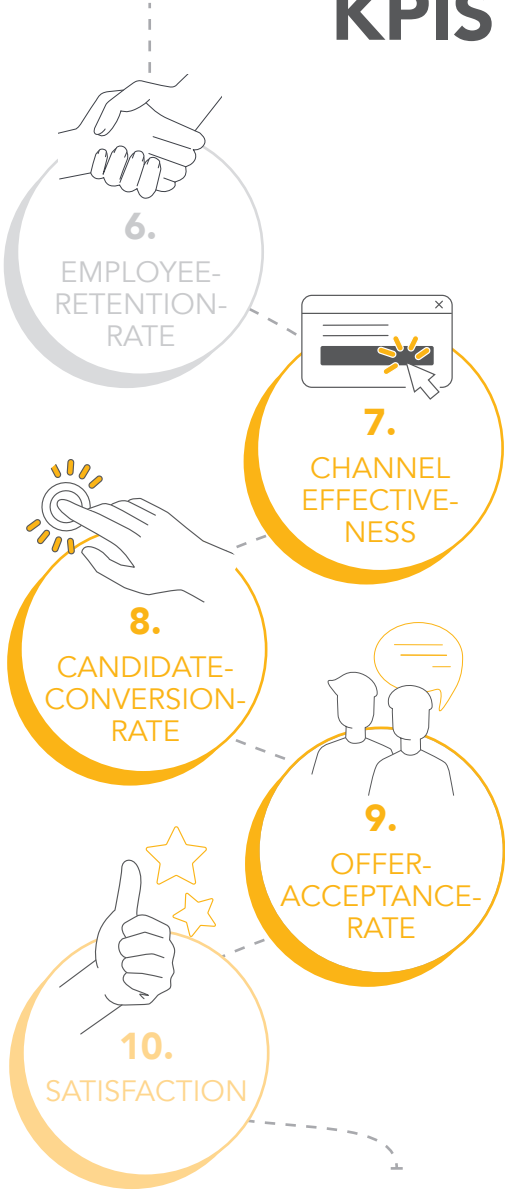 KPIS
6.
EMPLOYEE-
RETENTION-
RATE
7.
CHANNEL
EFFECTIVE-
NESS
8.
CANDIDATE-
CONVERSION-
RATE
9.
OFFER-
ACCEPTANCE-
RATE
10.
SATISFACTION